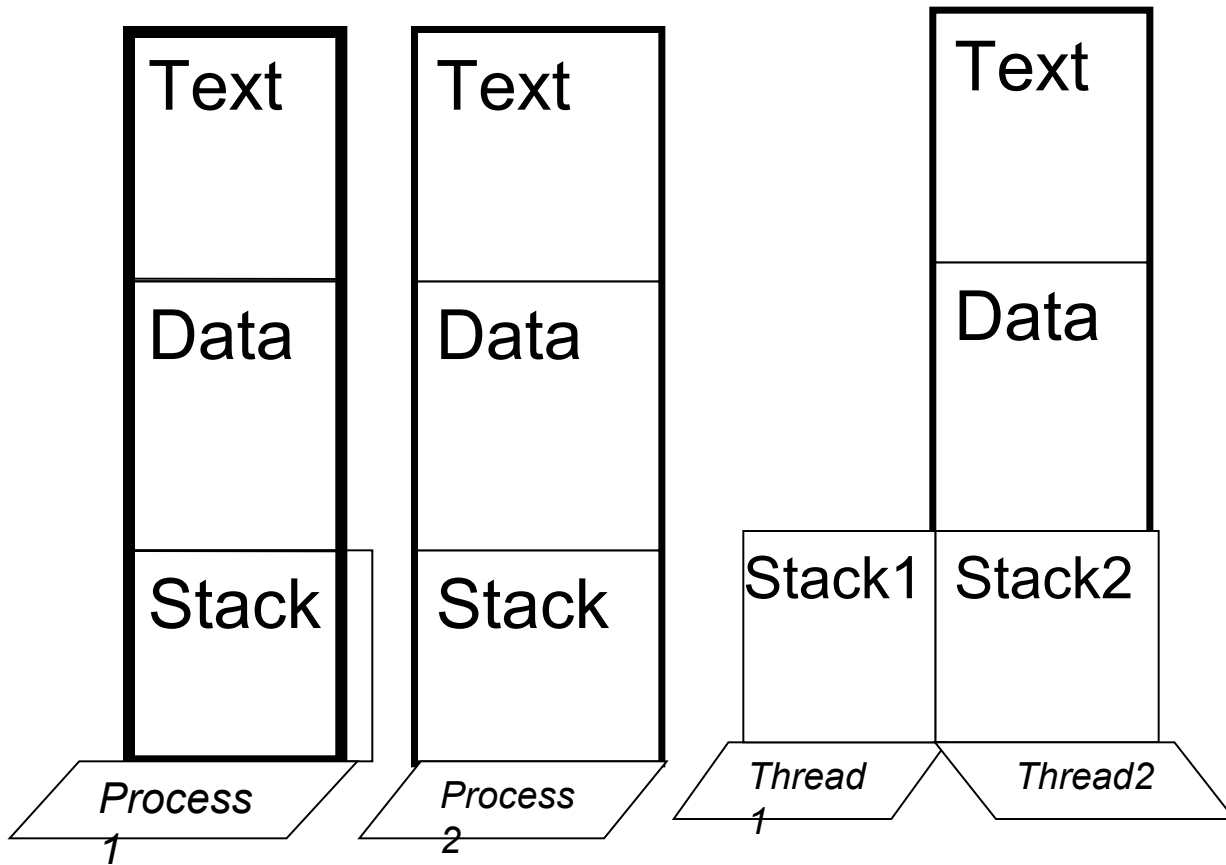 Text
Data
Stack
Process
1
Text
Data
Stack
Process
2
Text
Data
Stack1
Stack2
Thread
1
Thread2